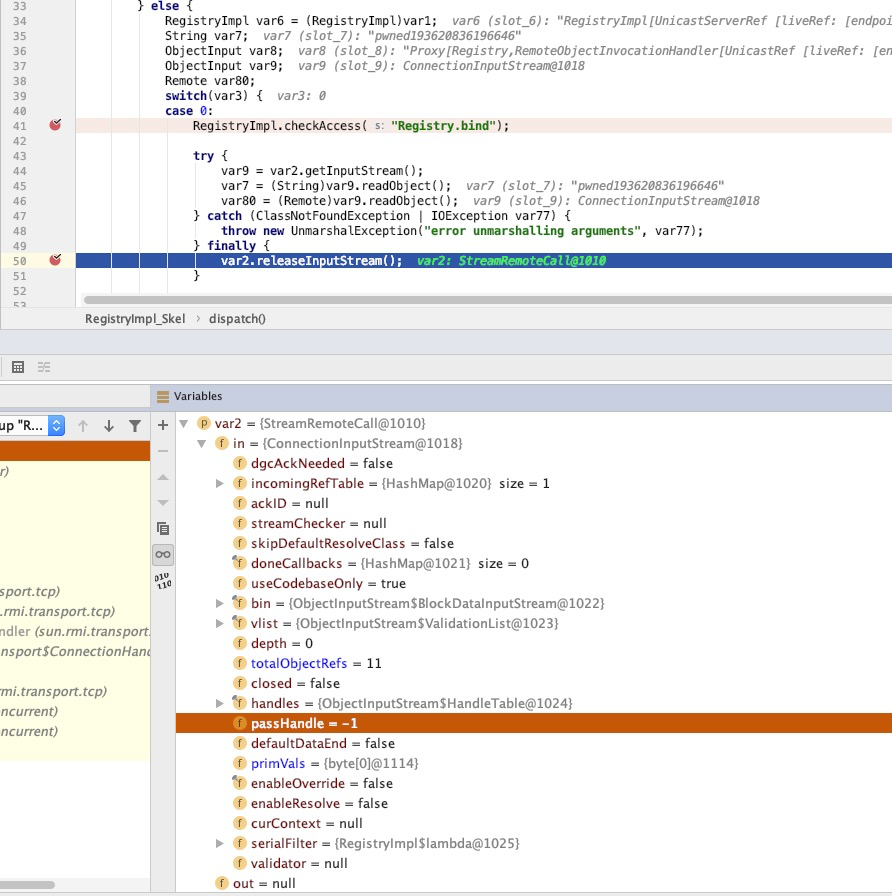 33 } else {
34 RegistryImpl var6 = (RegistryImpl)var1; var6 (slot_6): "RegistryImpl[UnicastServerRef [liveRef: [endpoi
35 String var7; var7 (slot_7): "pwned193620836196646"
36 ObjectInput var8; var8 (slot_8): "Proxy[Registry,RemoteObjectInvocationHandler[UnicastRef [liveRef: [en
37 ObjectInput var9; var9 (slot_9): ConnectionInputStream@1018
38 Remote var80;
39 switch(var3) { var3: 0
40 case 0:
41 RegistryImpl.checkAccess( s: "Registry.bind");
42
43 try {
44 var9 = var2.getInputStream();
45 var7 = (String)var9.readObject(); var7 (slot_7): "pwned193620836196646"
46 var80 = (Remote)var9.readObject(); var9 (slot_9): ConnectionInputStream@1018
47 } catch (ClassNotFoundException | IOException var77) {
48 throw new UnmarshalException("error unmarshalling arguments", var77);
49 } finally {
50 var2.releaseInputStream(); var2: StreamRemoteCall@1010
51 }
52
53
RegistryImpl_Skel › dispatch()
Variables
up "R...
r)
sport.tcp)
.rmi.transport.tcp)
ndler (sun.rmi.transport.
nsport$ConnectionHand
rmi.transport.tcp)
oncurrent)
oncurrent)
p var2 = {StreamRemoteCall@1010}
f in = {ConnectionInputStream@1018}
f dgcAckNeeded = false
f incomingRefTable = {HashMap@1020} size = 1
f ackID = null
f streamChecker = null
f skipDefaultResolveClass = false
f doneCallbacks = {HashMap@1021} size = 0
f useCodebaseOnly = true
f bin = {ObjectInputStream$BlockDataInputStream@1022}
f vlist = {ObjectInputStream$ValidationList@1023}
f depth = 0
f totalObjectRefs = 11
f closed = false
f handles = {ObjectInputStream$HandleTable@1024}
f passHandle = -1
f defaultDataEnd = false
f primVals = {byte[0]@1114}
f enableOverride = false
f enableResolve = false
f curContext = null
f serialFilter = {RegistryImpl$lambda@1025}
f validator = null
f out = null